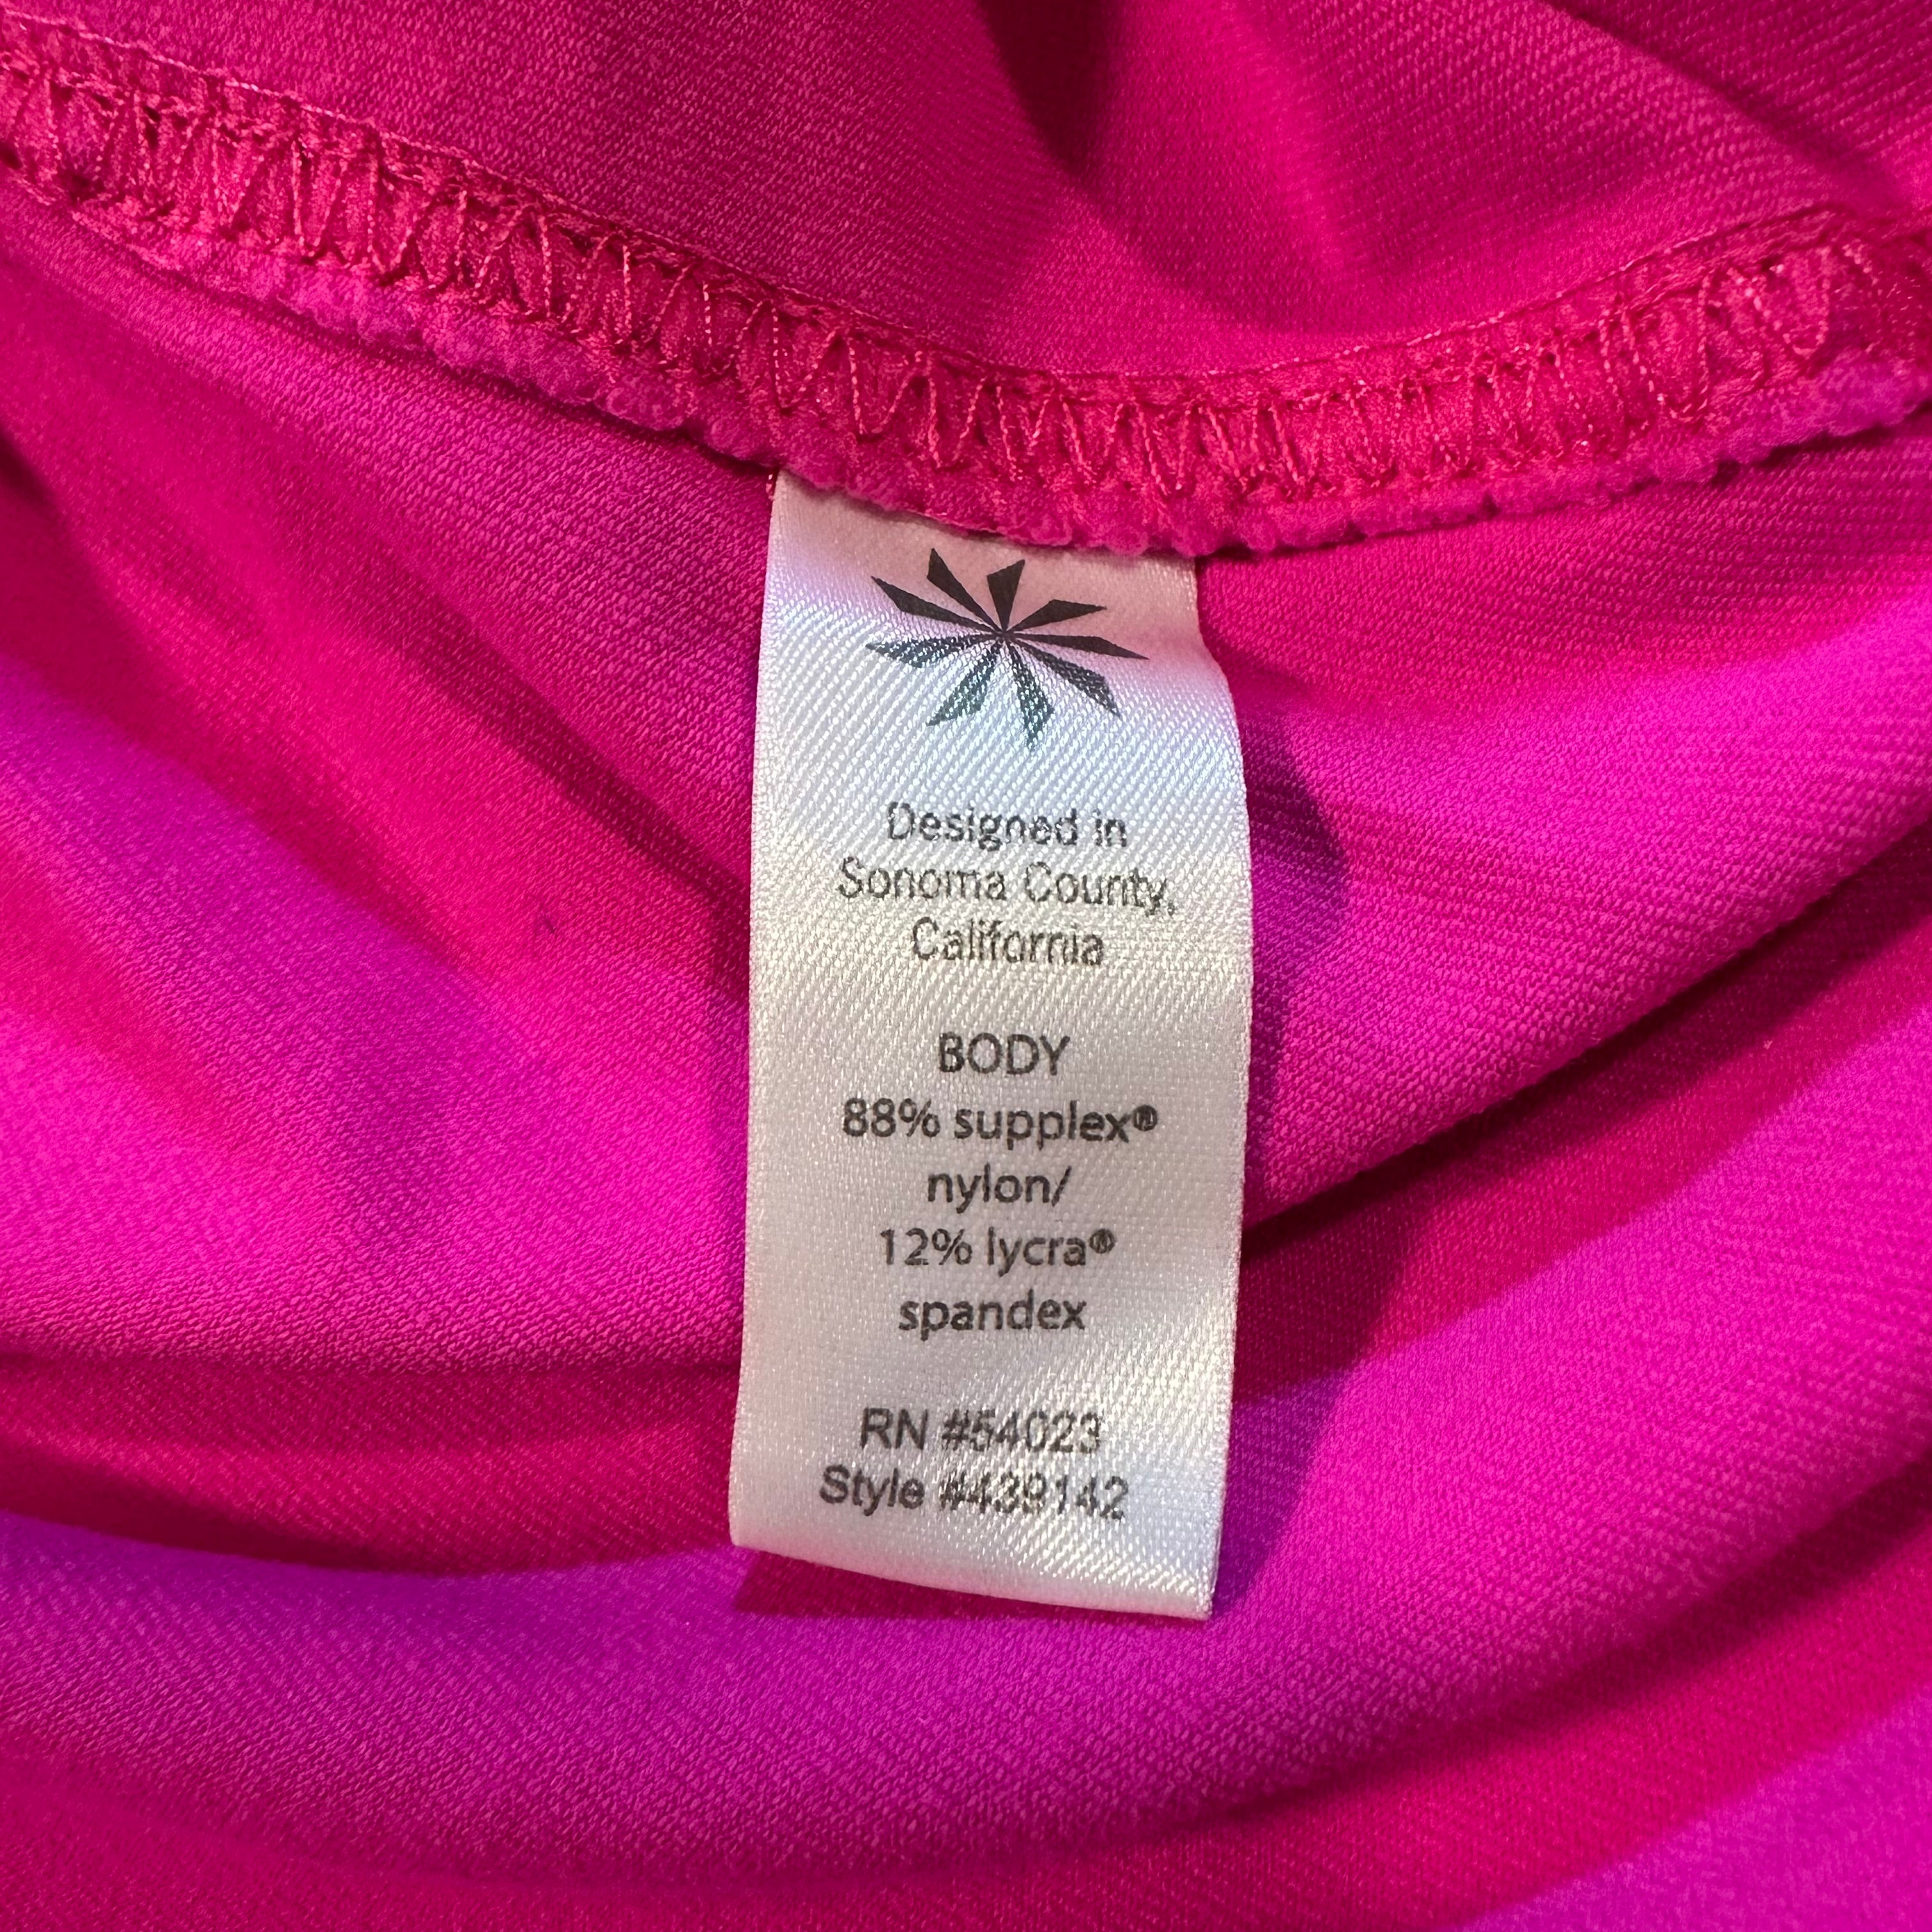 Designed in
Sonoma County,
California
BODY
88% supplex®
nylon/
12% lycra®
spandex
RN #54023
Style #439142